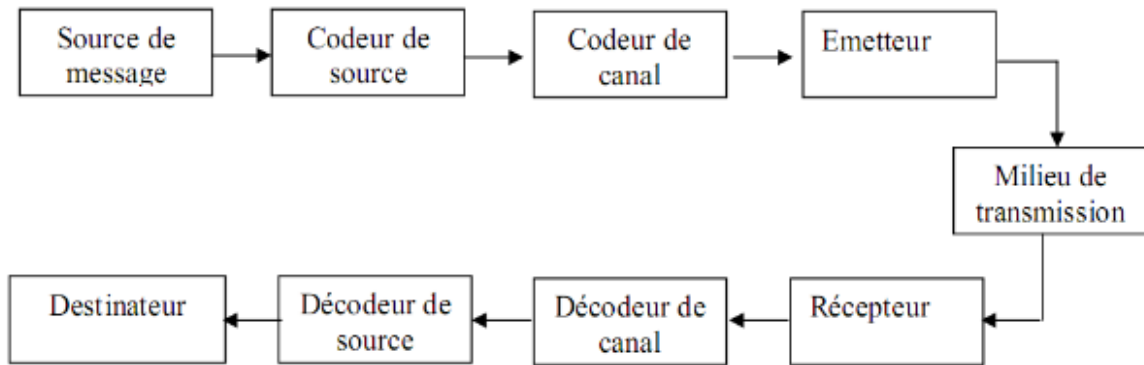 Source de
message
Codeur de
source
Codeur de
canal
Emetteur
Milieu de
transmission
Récepteur
Décodeur de
canal
Décodeur de
source
Destinateur